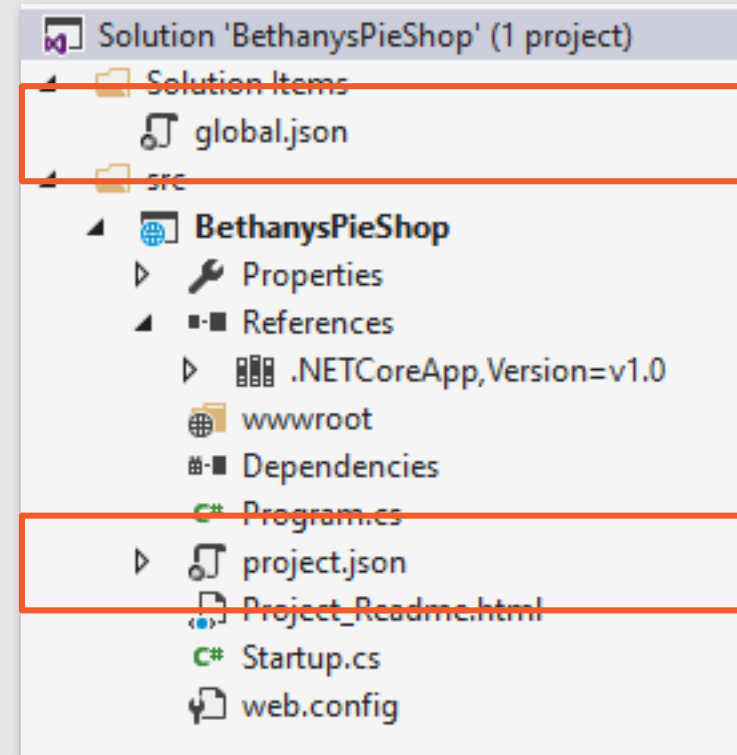 Solution 'BethanysPieShop' (1 project)
Solution Items
global.json
src
BethanysPieShop
Properties
References
.NETCoreApp,Version=v1.0
wwwroot
Dependencies
C# Program.cs
project.json
Project_Readme.html
C# Startup.cs
web.config